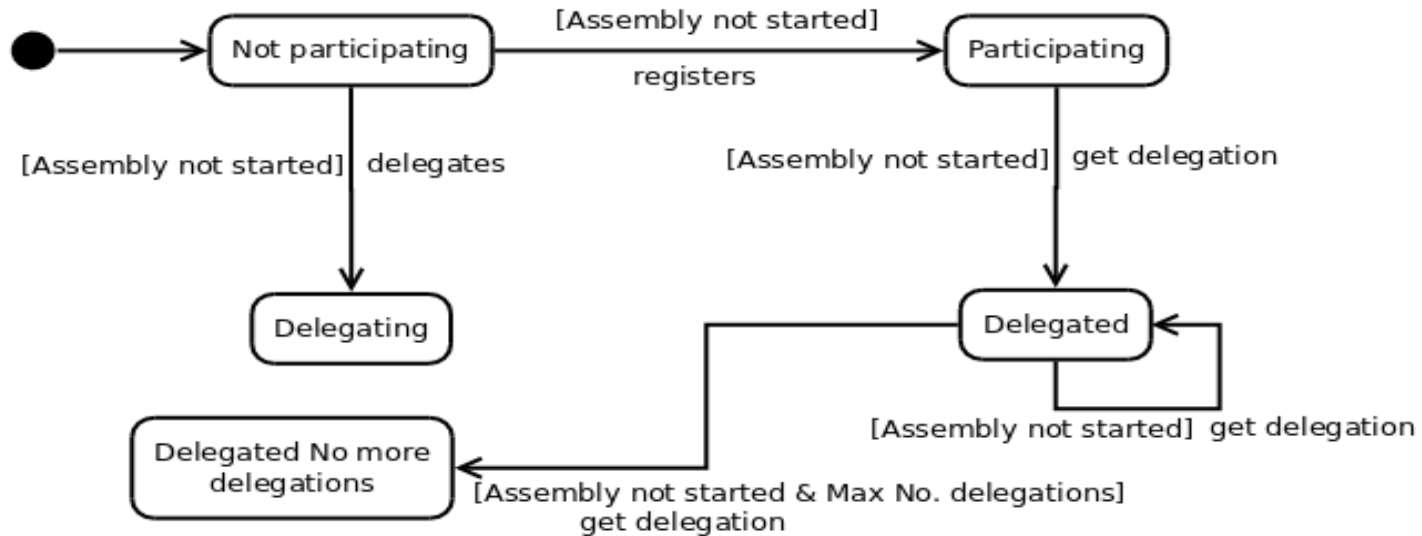 [Assembly not started]
Not participating
Participating
registers
[Assembly not started] delegates
[Assembly not started] get delegation
Delegating
Delegated
[Assembly not started] get delegation
Delegated No more
delegations
[Assembly not started & Max No. delegations]
get delegation